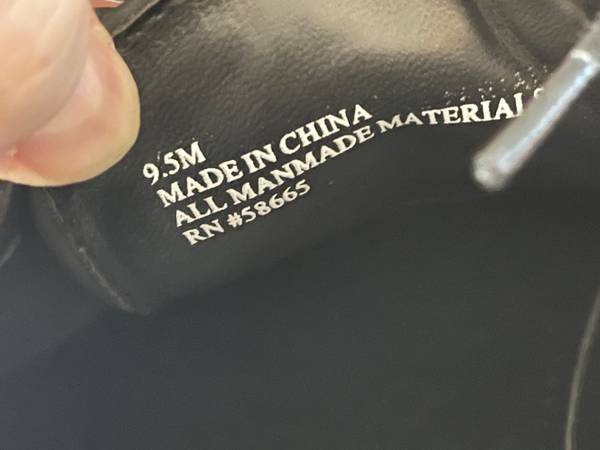 9.5M
MADE IN CHINA
ALL MANMADE MATERIALS
RN #58665